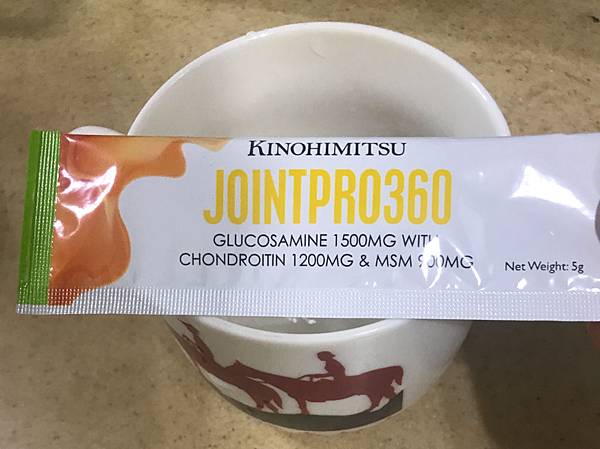 KINOHIMITSU
JOINTPRO360
GLUCOSAMINE 1500MG WITH
CHONDROITIN 1200MG & MSM 900MG
Net Weight: 5g